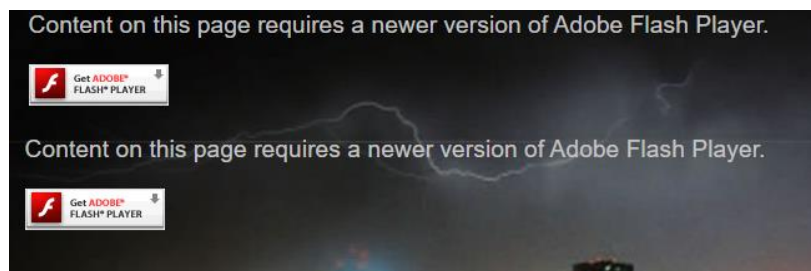 Content on this page requires a newer version of Adobe Flash Player.
Get ADOBE®
FLASH® PLAYER
Content on this page requires a newer version of Adobe Flash Player.
Get ADOBE®
FLASH® PLAYER